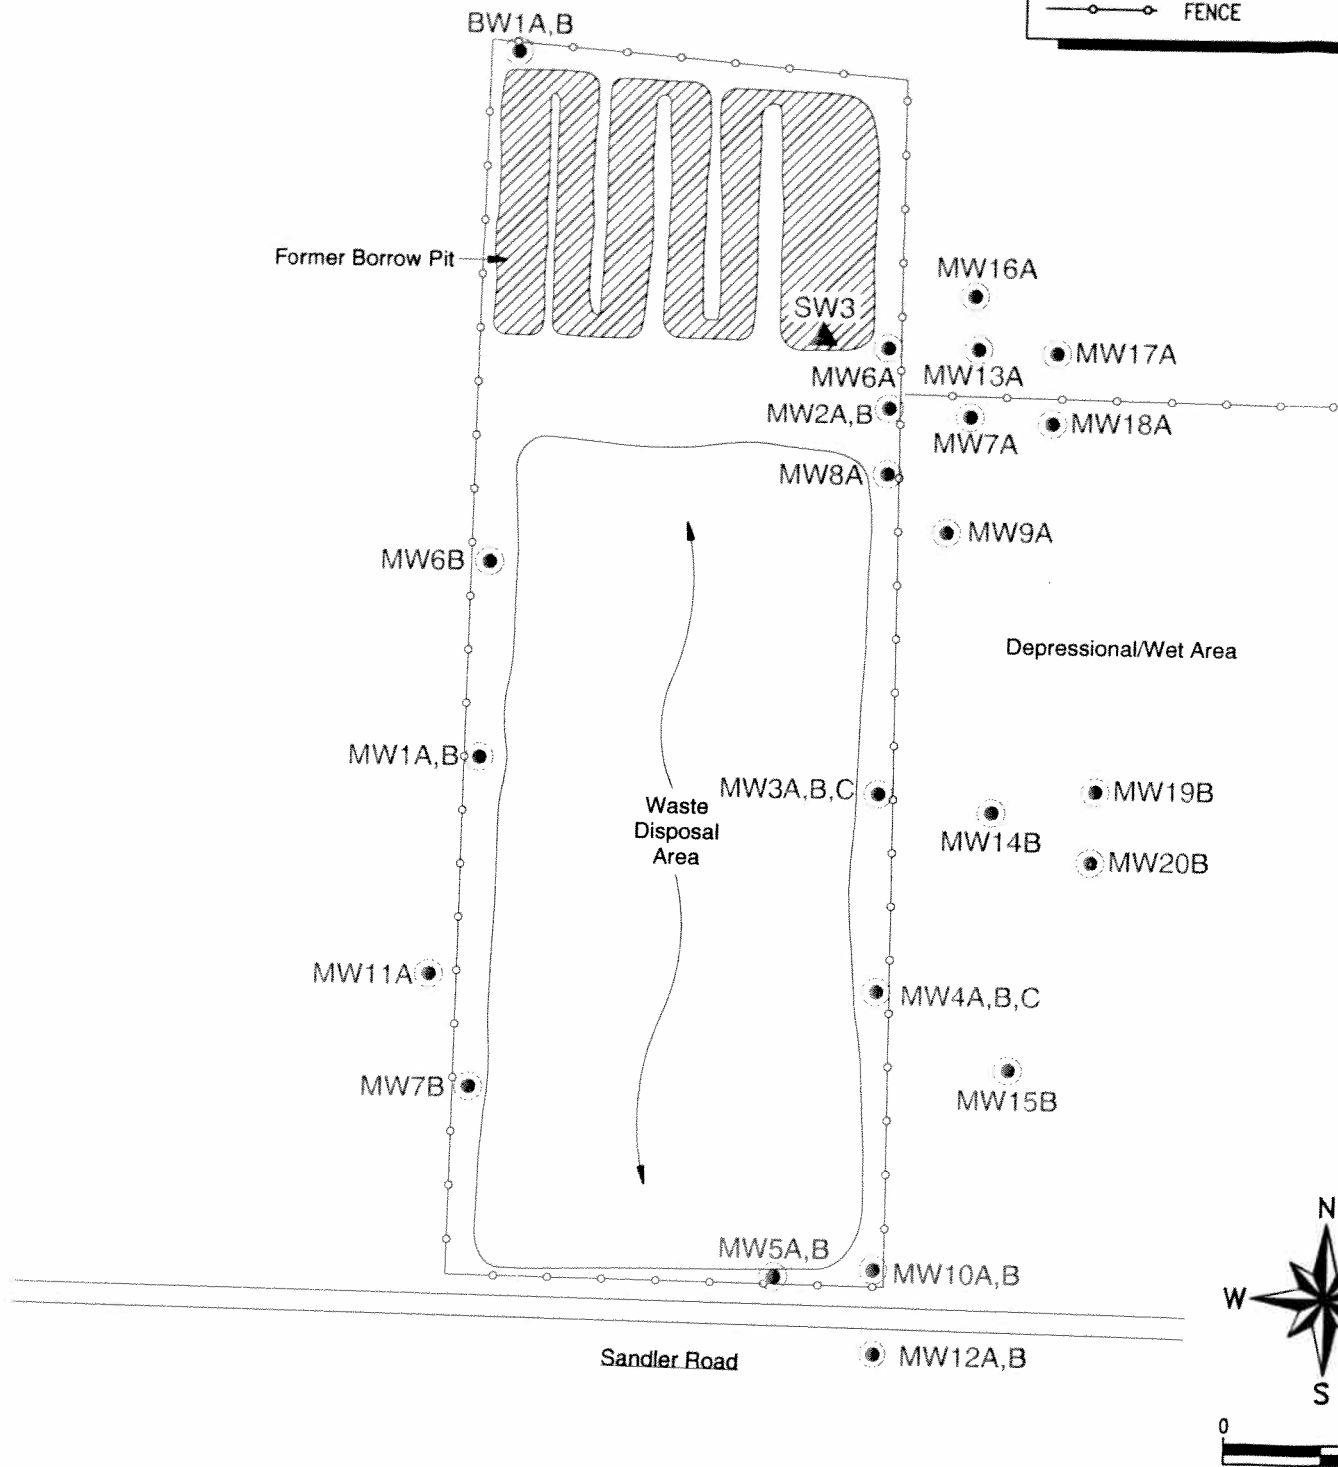 FENCE
BW1A,B
Former Borrow Pit
SW3
MW16A
MW6A
MW13A
MW17A
MW2A,B
MW7A
MW18A
MW8A
MW9A
MW6B
Depressional/Wet Area
MW1A,B
MW3A,B,C
Waste
Disposal
Area
MW19B
MW14B
MW20B
MW11A
MW4A,B,C
MW7B
MW15B
MW5A,B
MW10A,B
N
W
S
Sandler Road
MW12A,B
0